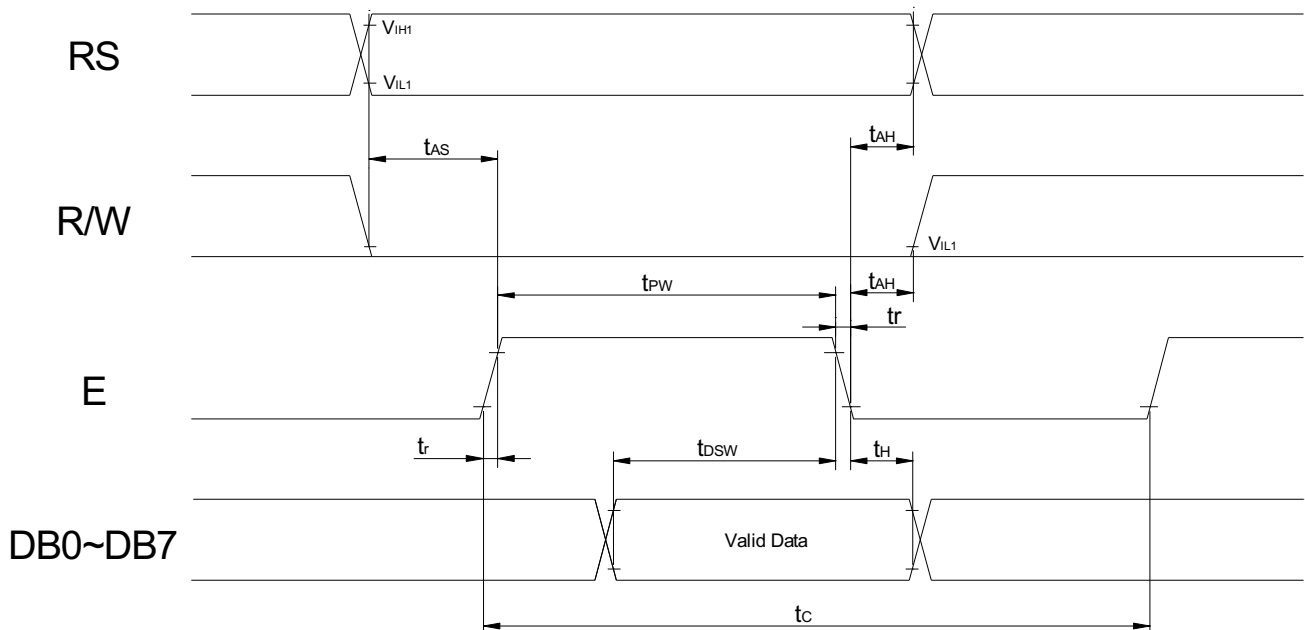 RS
VIH1
VIL1
tAS
tAH
R/W
VIL1
tPW
tAH
tr
E
tr
tDSW
tH
DB0~DB7
Valid Data
tC